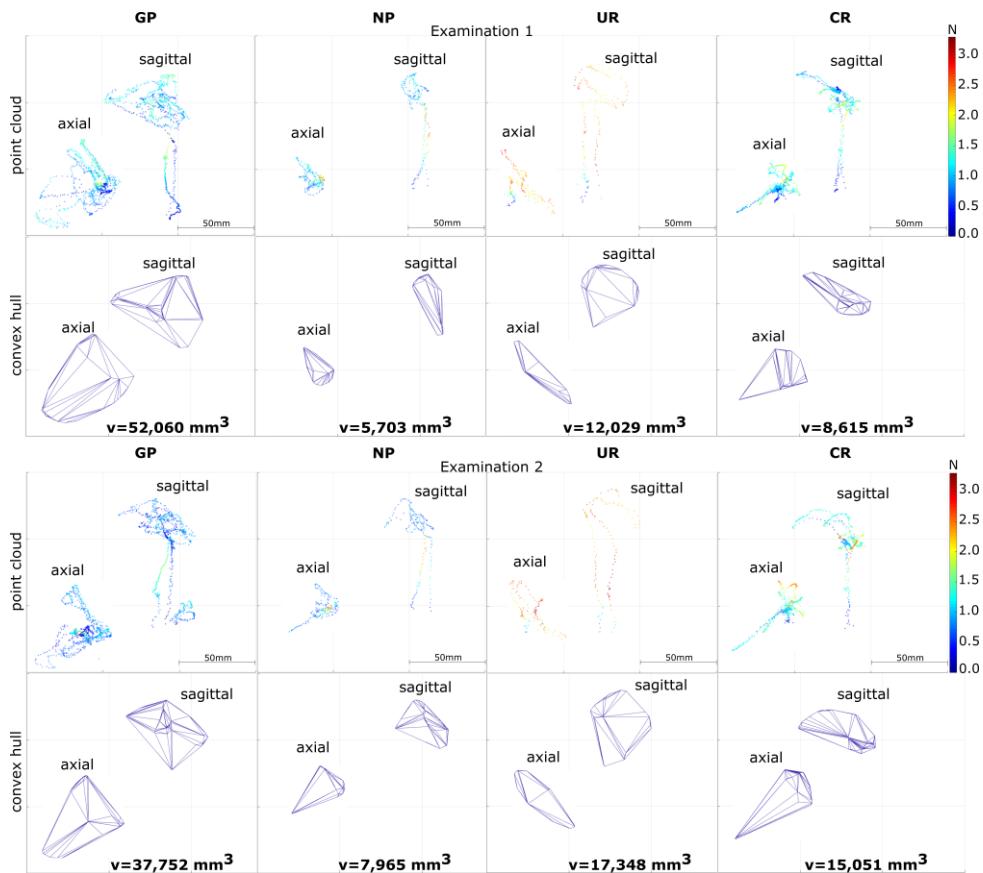 GP NP UR CR
Examination 1
N
point cloud
sagittal sagittal sagittal sagittal
axial axial axial axial
3.0
2.5
2.0
1.5
1.0
0.5
0.0
50mm 50mm 50mm 50mm
convex hull
sagittal sagittal sagittal sagittal
axial axial axial axial
v=52,060 mm³ v=5,703 mm³ v=12,029 mm³ v=8,615 mm³
GP NP UR CR
Examination 2
N
point cloud
sagittal sagittal sagittal sagittal
axial axial axial axial
3.0
2.5
2.0
1.5
1.0
0.5
0.0
50mm 50mm 50mm 50mm
convex hull
sagittal sagittal sagittal sagittal
axial axial axial axial
v=37,752 mm³ v=7,965 mm³ v=17,348 mm³ v=15,051 mm³